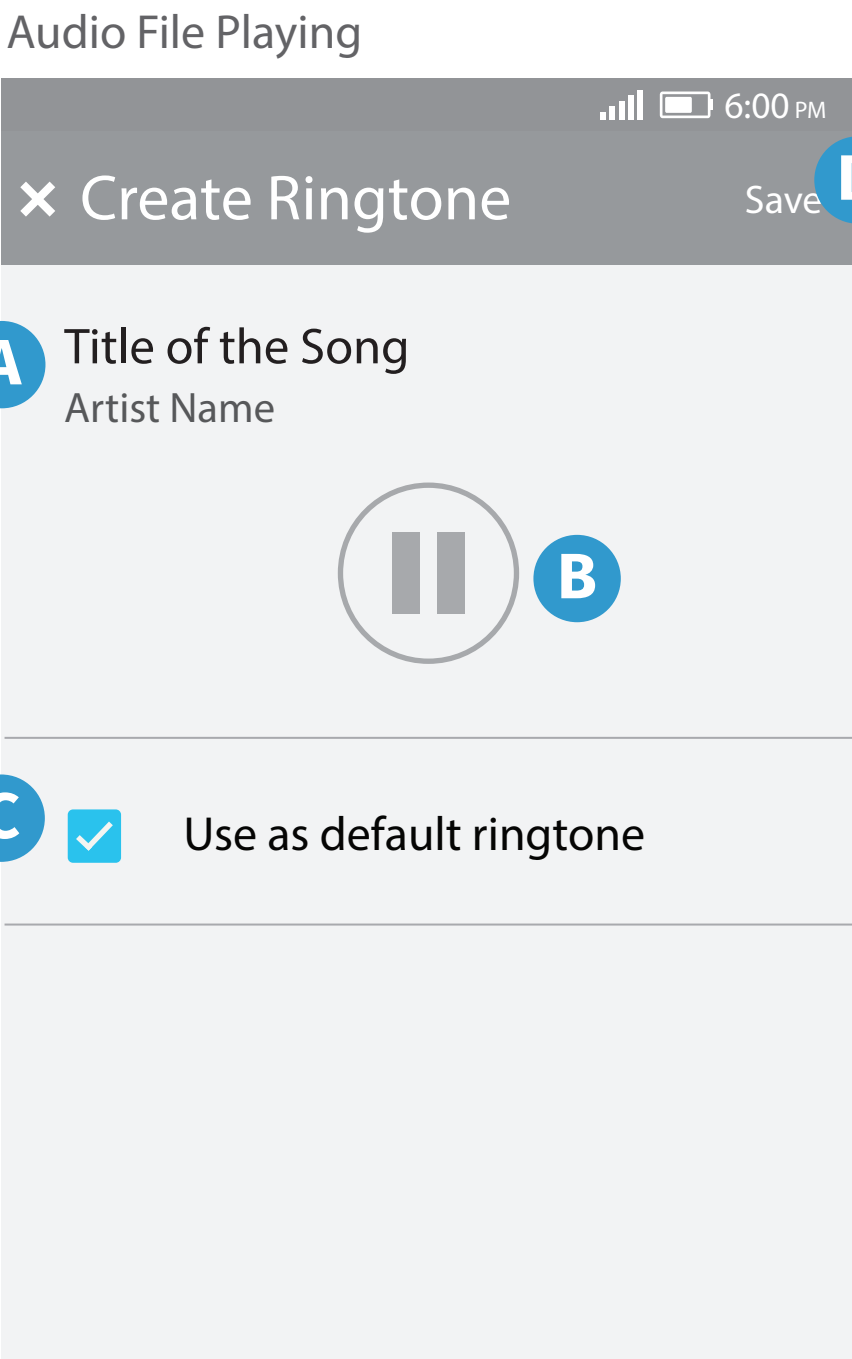 Audio File Playing
6:00 PM
Create Ringtone
Save
A
Title of the Song
Artist Name
B
C
Use as default ringtone